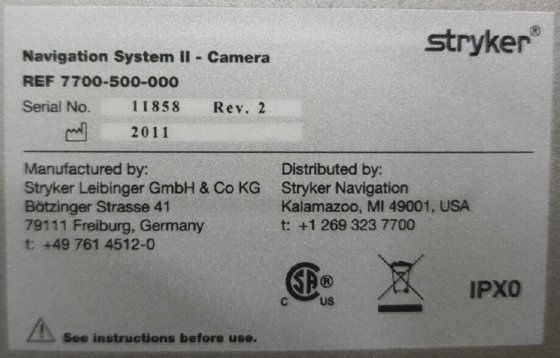 stryker®
Navigation System II - Camera
REF 7700-500-000
Serial No. 11858 Rev. 2
2011
Manufactured by:
Stryker Leibinger GmbH & Co KG
Bötzinger Strasse 41
79111 Freiburg, Germany
t: +49 761 4512-0
Distributed by:
Stryker Navigation
Kalamazoo, MI 49001, USA
t: +1 269 323 7700
C SA ® US
IPX0
See instructions before use.